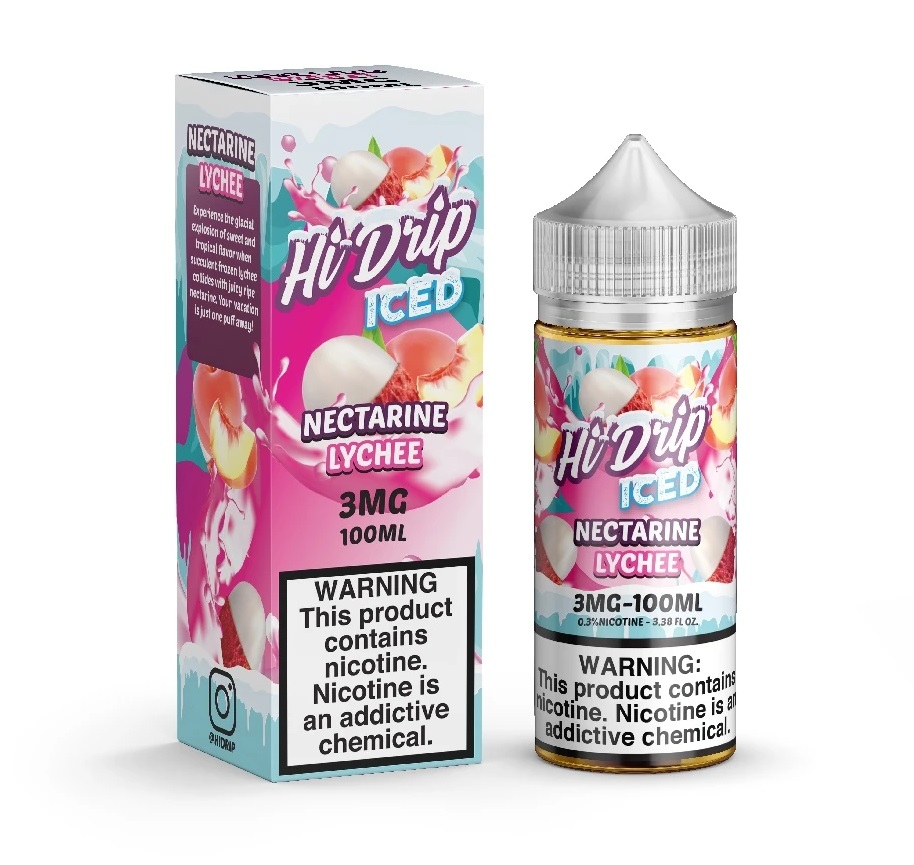 NECTARINE
LYCHEE
Experience the glacial
explosion of sweet and
tropical flavor when
succulent frozen lychee
collides with juicy ripe
nectarine. Your vacation
is just one puff away!
@HIDRIP
Hi Drip
ICED
NECTARINE
LYCHEE
3MG
100ML
WARNING
This product
contains
nicotine.
Nicotine is
an addictive
chemical.
Hi Drip
ICED
NECTARINE
LYCHEE
3MG-100ML
0.3%NICOTINE - 3.38 FL OZ.
WARNING:
This product contains
nicotine. Nicotine is an
addictive chemical.